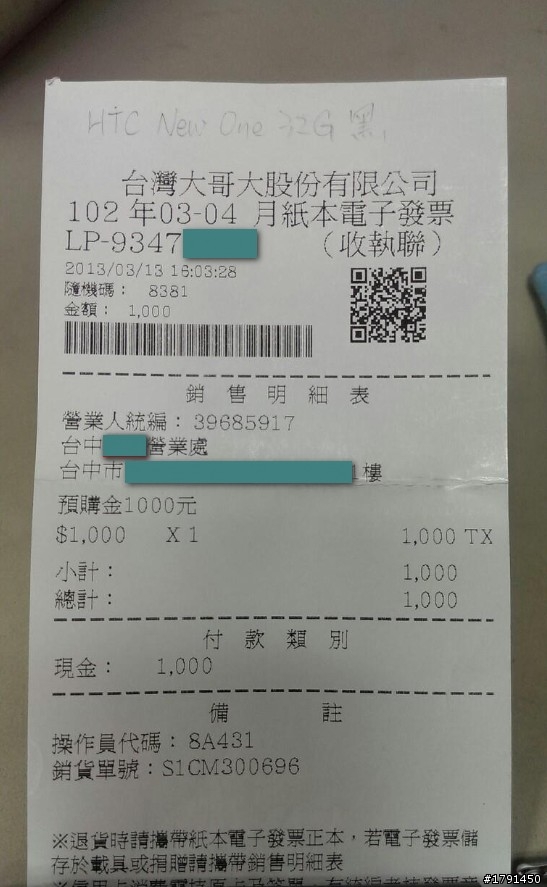 HTC New One 32G 黑
台灣大哥大股份有限公司
102 年03-04 月紙本電子發票
LP-9347 (收執聯)
2013/03/13 16:03:28
隨機碼: 8381
金額: 1,000
銷 售 明 細 表
營業人統編: 39685917
台中 營業處
台中市 1樓
預購金1000元
$1,000 X 1 1,000 TX
小計: 1,000
總計: 1,000
付 款 類 別
現金: 1,000
備 註
操作員代碼: 8A431
銷貨單號:S1CM300696
※退貨時請攜帶紙本電子發票正本，若電子發票儲
存於載具或捐贈請攜帶銷售明細表
#1791450